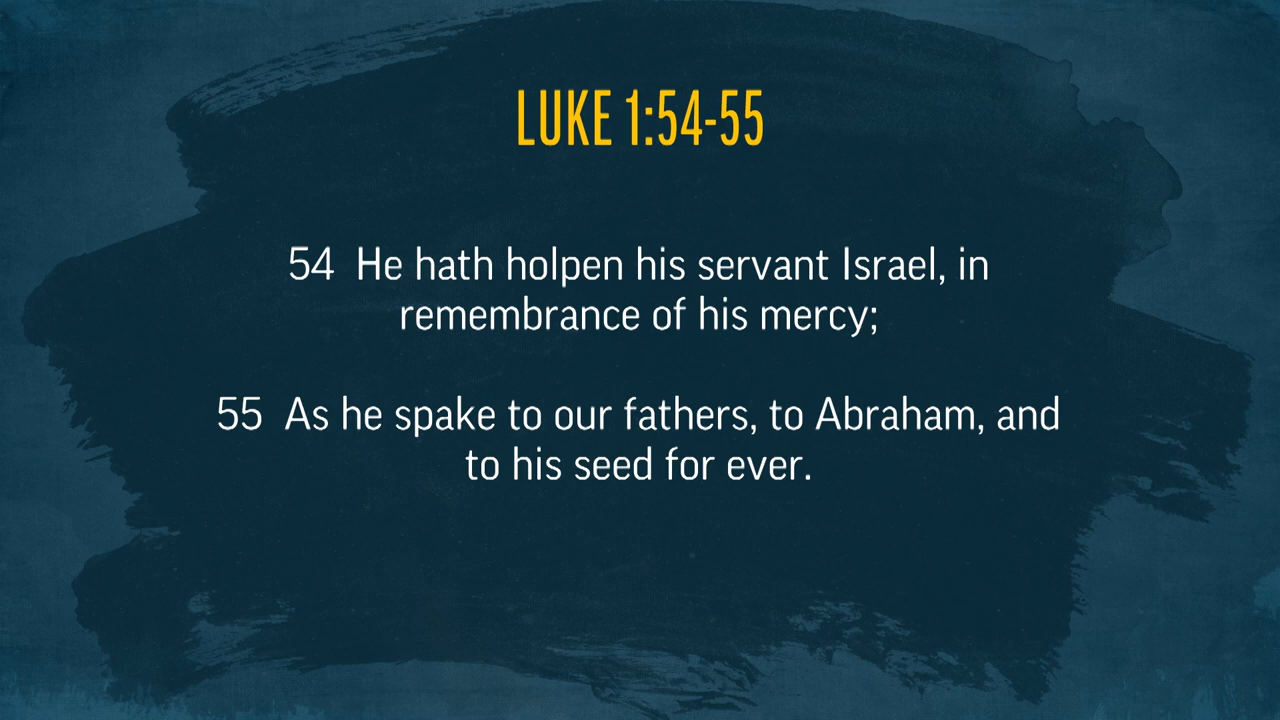 LUKE 1:54-55
54 He hath holpen his servant Israel, in
remembrance of his mercy;
55 As he spake to our fathers, to Abraham, and
to his seed for ever.